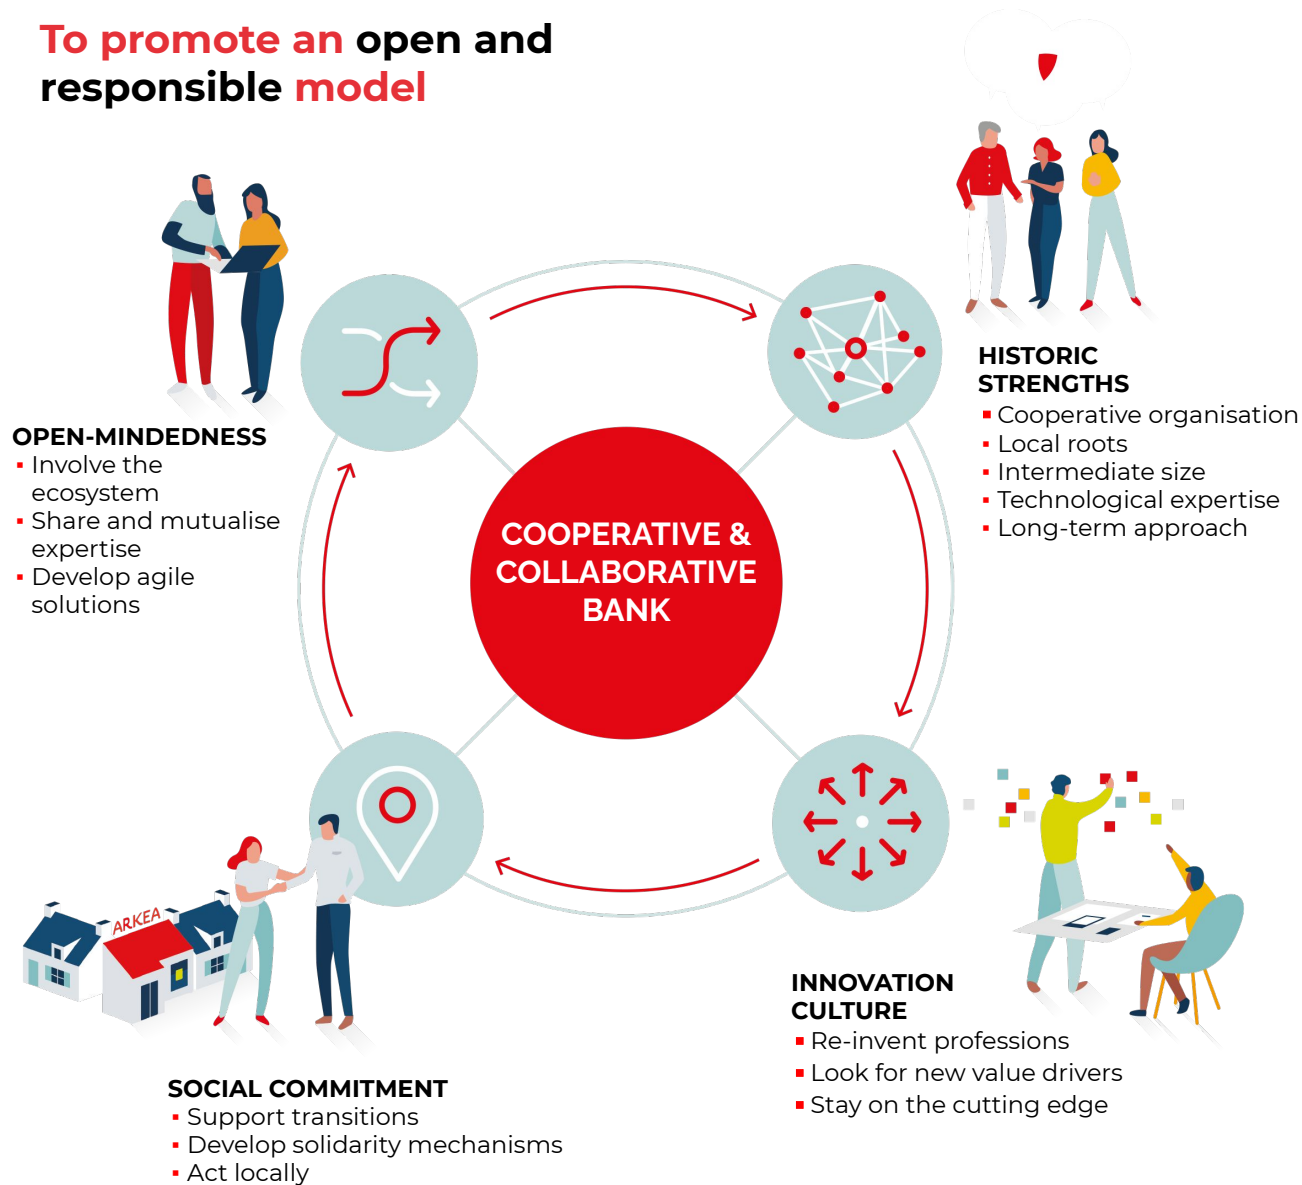 To promote an open and
responsible model
OPEN-MINDEDNESS
▪ Involve the
ecosystem
▪ Share and mutualise
expertise
▪ Develop agile
solutions
HISTORIC
STRENGTHS
▪ Cooperative organisation
▪ Local roots
▪ Intermediate size
▪ Technological expertise
▪ Long-term approach
COOPERATIVE &
COLLABORATIVE
BANK
ARKEA
SOCIAL COMMITMENT
▪ Support transitions
▪ Develop solidarity mechanisms
▪ Act locally
INNOVATION
CULTURE
▪ Re-invent professions
▪ Look for new value drivers
▪ Stay on the cutting edge